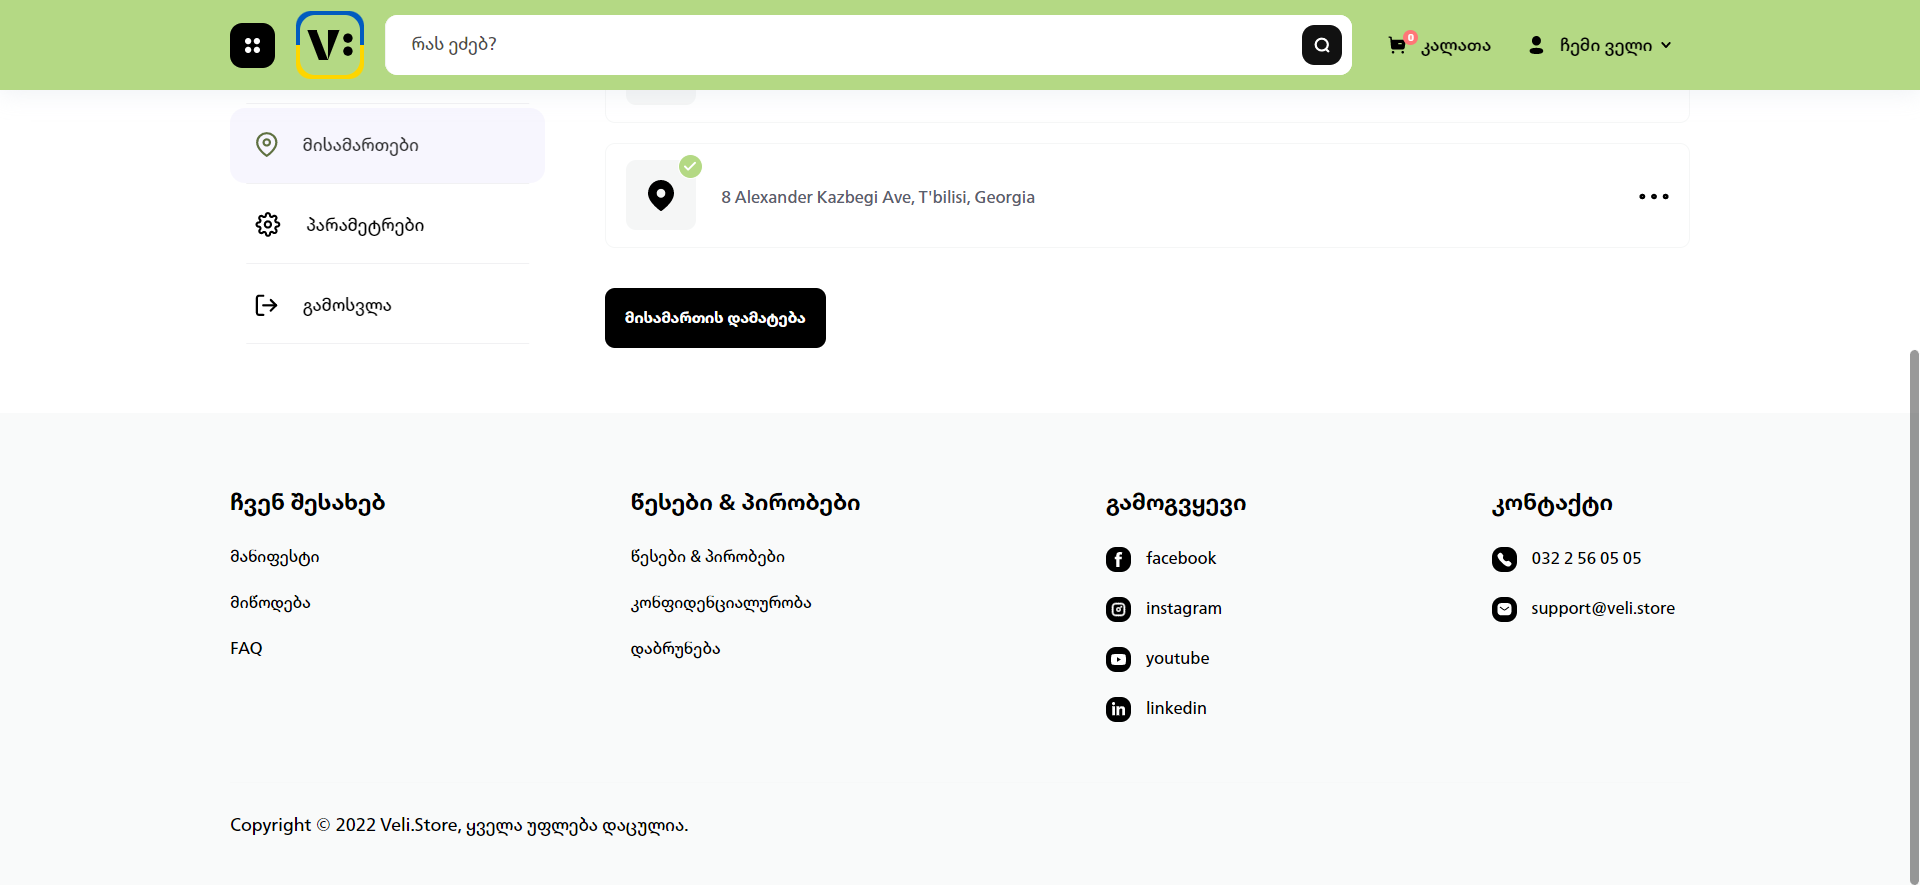 V:
რას ეძებ?
0
კალათა
ჩემი ველი
მისამართები
8 Alexander Kazbegi Ave, T'bilisi, Georgia
პარამეტრები
გამოსვლა
მისამართის დამატება
ჩვენ შესახებ
მანიფესტი
მიწოდება
FAQ
წესები & პირობები
წესები & პირობები
კონფიდენციალურობა
დაბრუნება
გამოგვყევი
facebook
instagram
youtube
linkedin
კონტაქტი
032 2 56 05 05
support@veli.store
Copyright © 2022 Veli.Store, ყველა უფლება დაცულია.